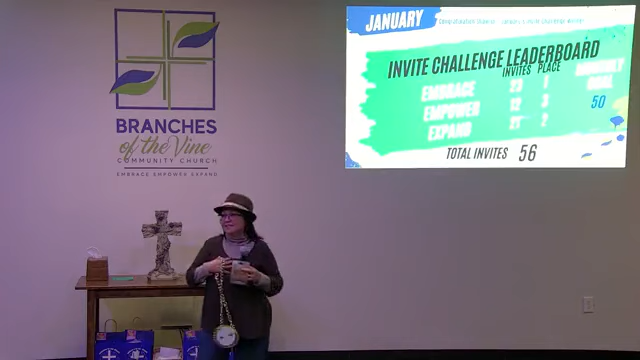 BRANCHES
of the Vine
COMMUNITY CHURCH
EMBRACE EMPOWER EXPAND
JANUARY
INVITE CHALLENGE LEADERBOARD
INVITES PLACE
EMBRACE 1
EMPOWER 12 3
EXPAND 2
GOAL
50
TOTAL INVITES 56